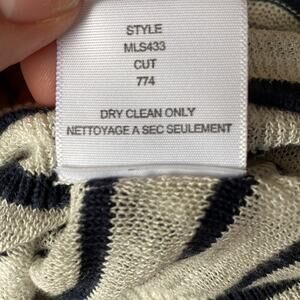 STYLE
MLS433
CUT
774
DRY CLEAN ONLY
NETTOYAGE A SEC SEULEMENT